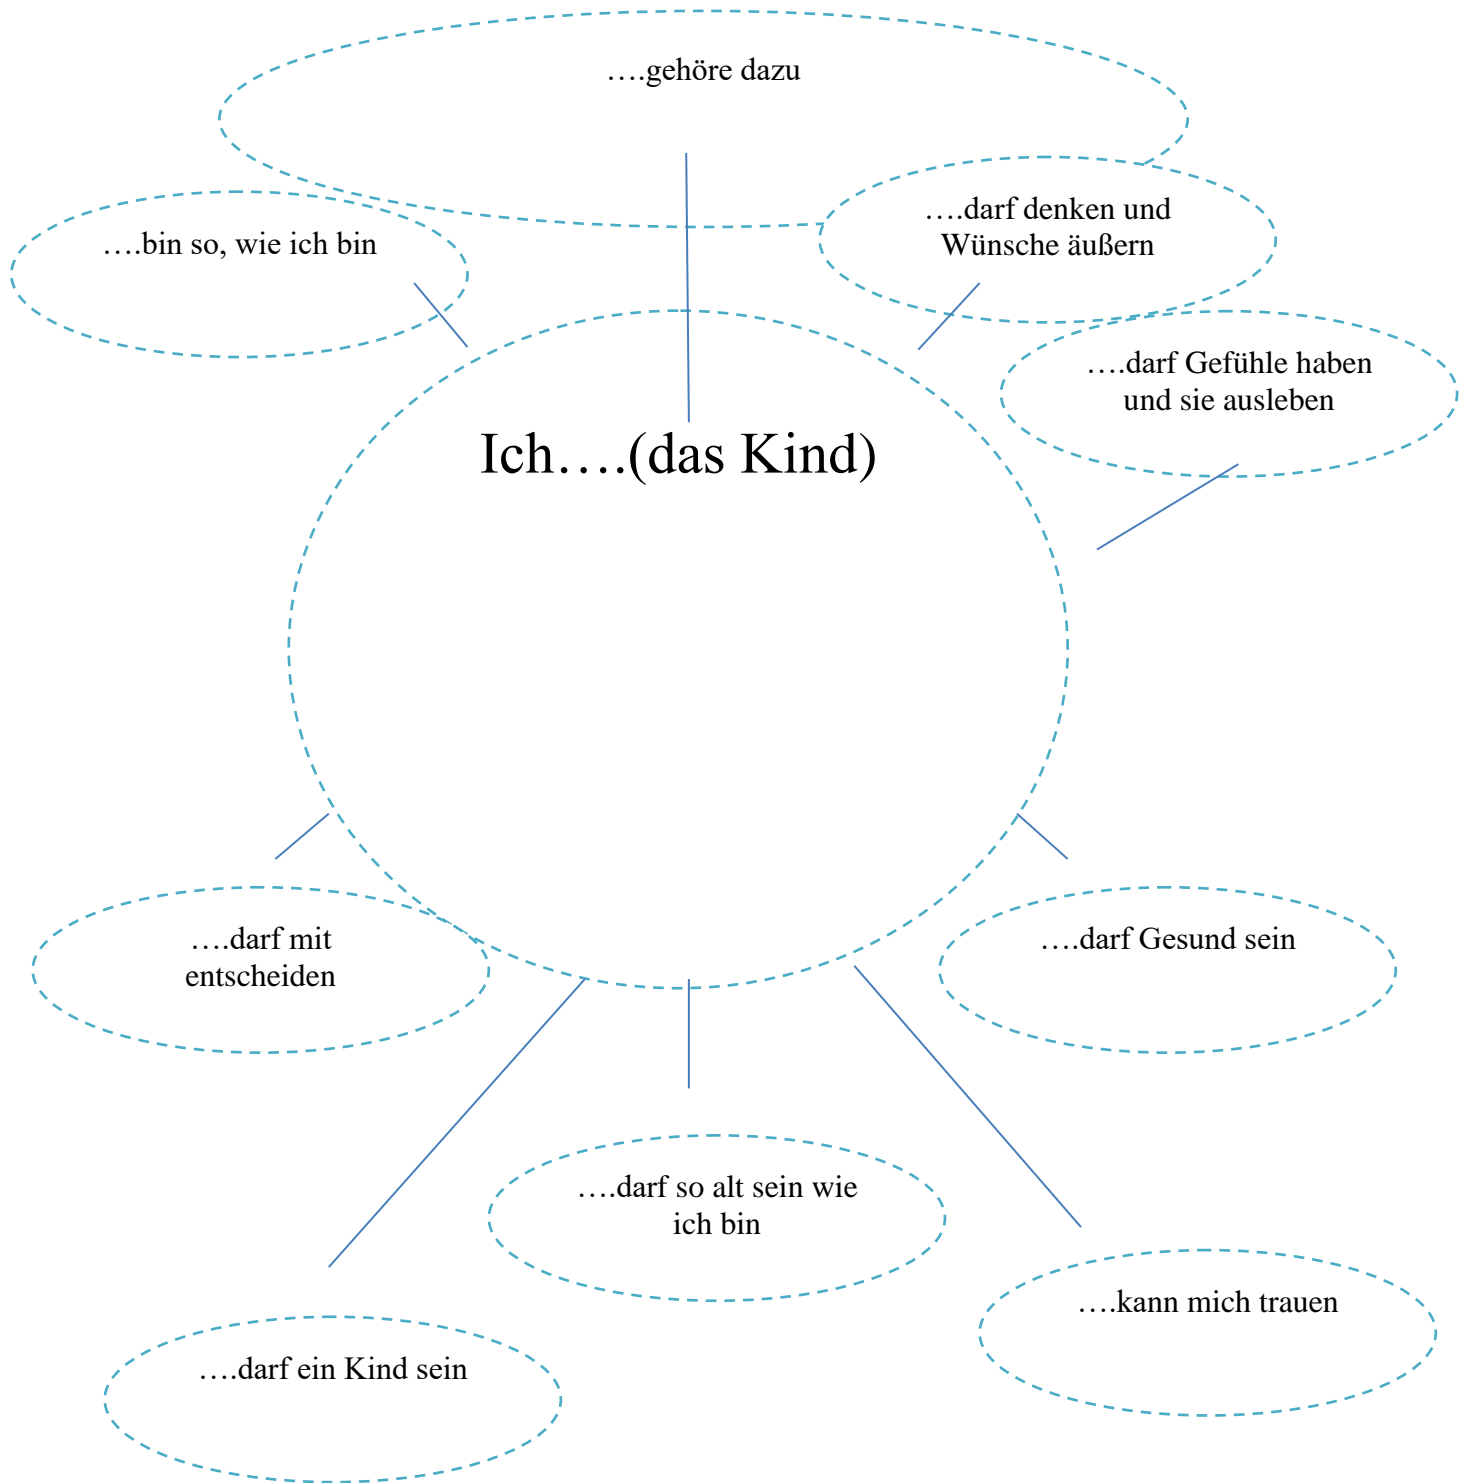 ….gehöre dazu
….bin so, wie ich bin
….darf denken und
Wünsche äußern
….darf Gefühle haben
und sie ausleben
Ich….(das Kind)
….darf mit
entscheiden
….darf Gesund sein
….darf so alt sein wie
ich bin
….kann mich trauen
….darf ein Kind sein